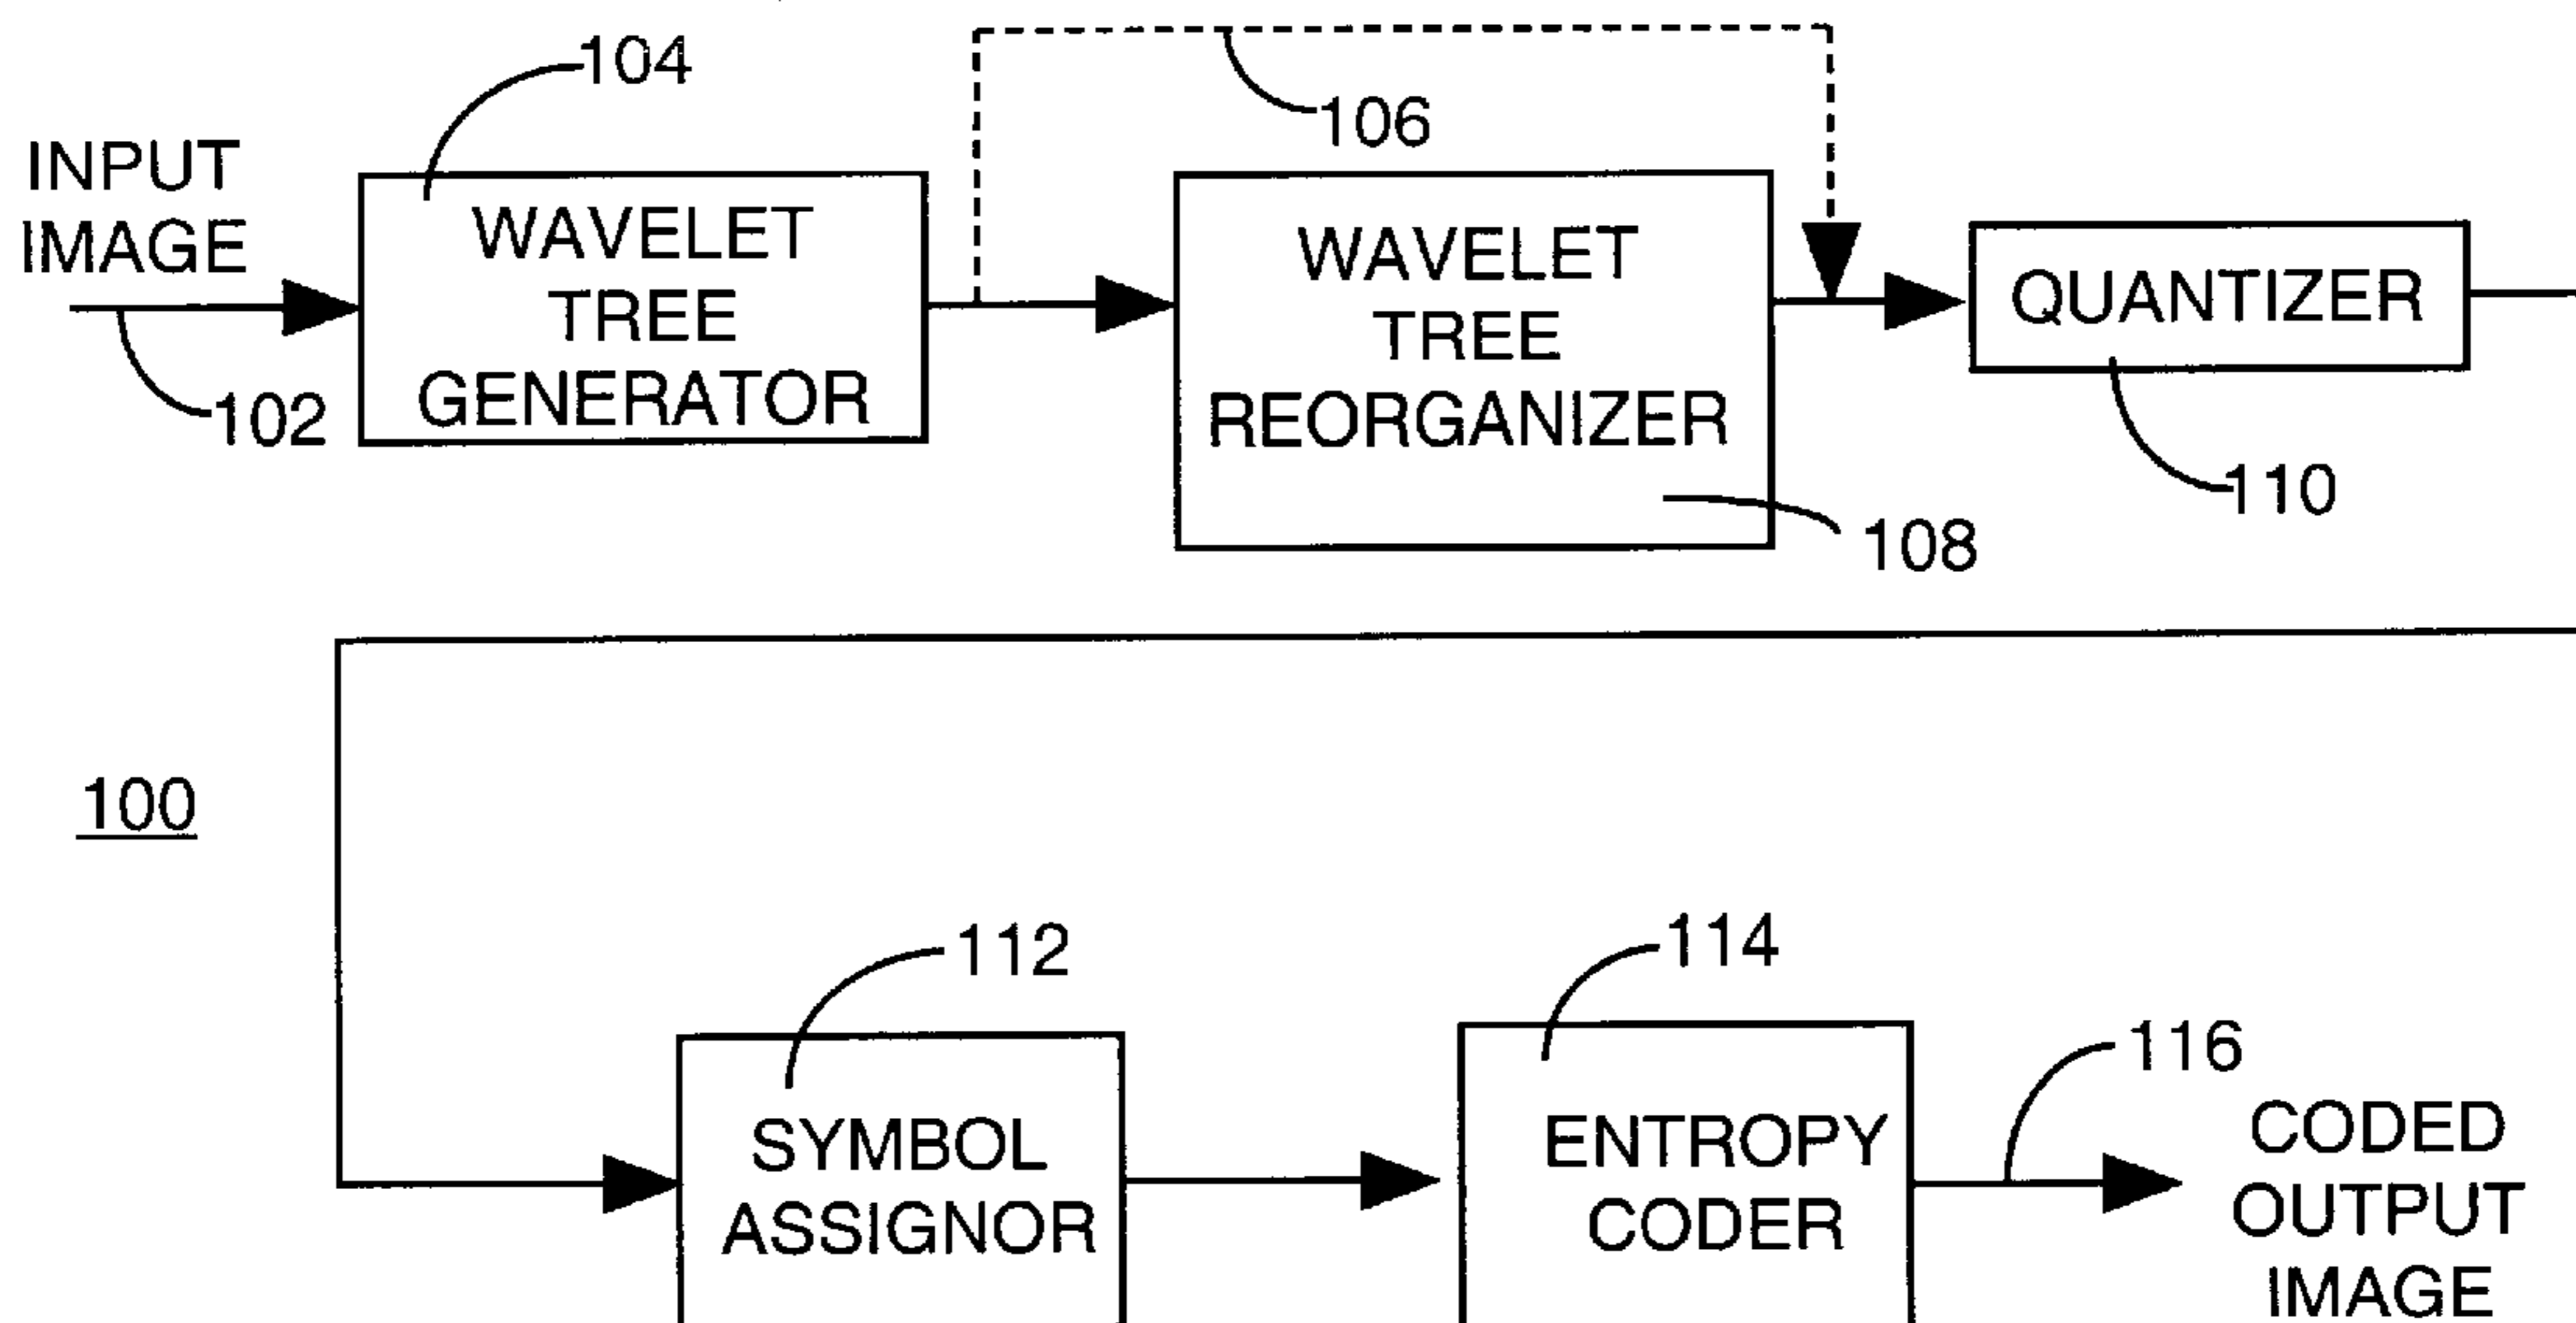 104
106
INPUT
IMAGE
102
WAVELET
TREE
GENERATOR
WAVELET
TREE
REORGANIZER
108
QUANTIZER
110
100
112
114
116
SYMBOL
ASSIGNOR
ENTROPY
CODER
CODED
OUTPUT
IMAGE